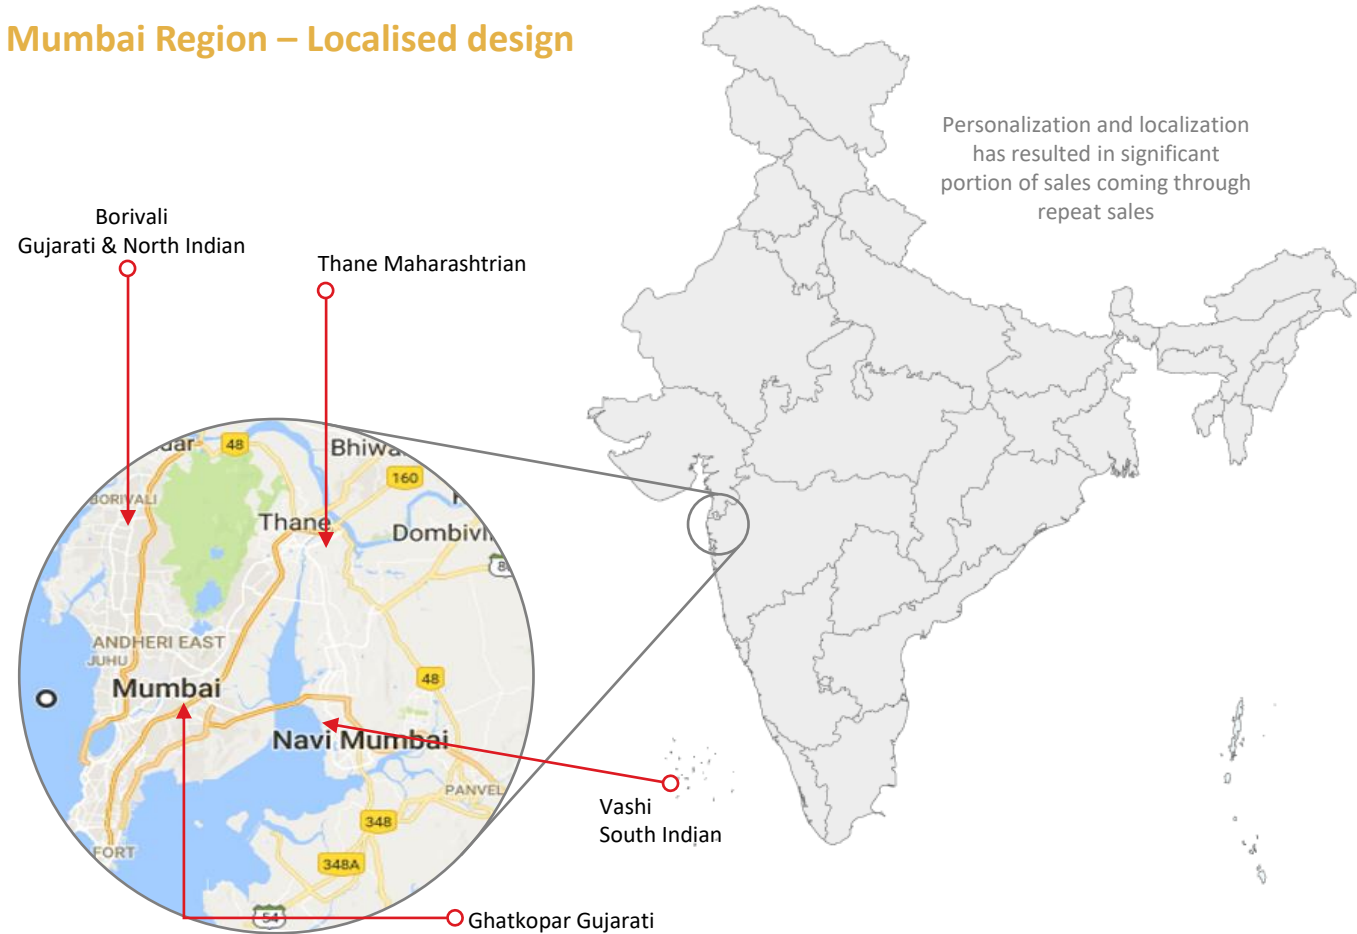 Mumbai Region – Localised design
Personalization and localization
has resulted in significant
portion of sales coming through
repeat sales
Borivali
Gujarati & North Indian
Thane Maharashtrian
48
160
BORIVALI
Thane
ANDHERI EAST
JUHU
Mumbai
48
Navi Mumbai
PANVEL
348
FORT
348A
54
Vashi
South Indian
Ghatkopar Gujarati